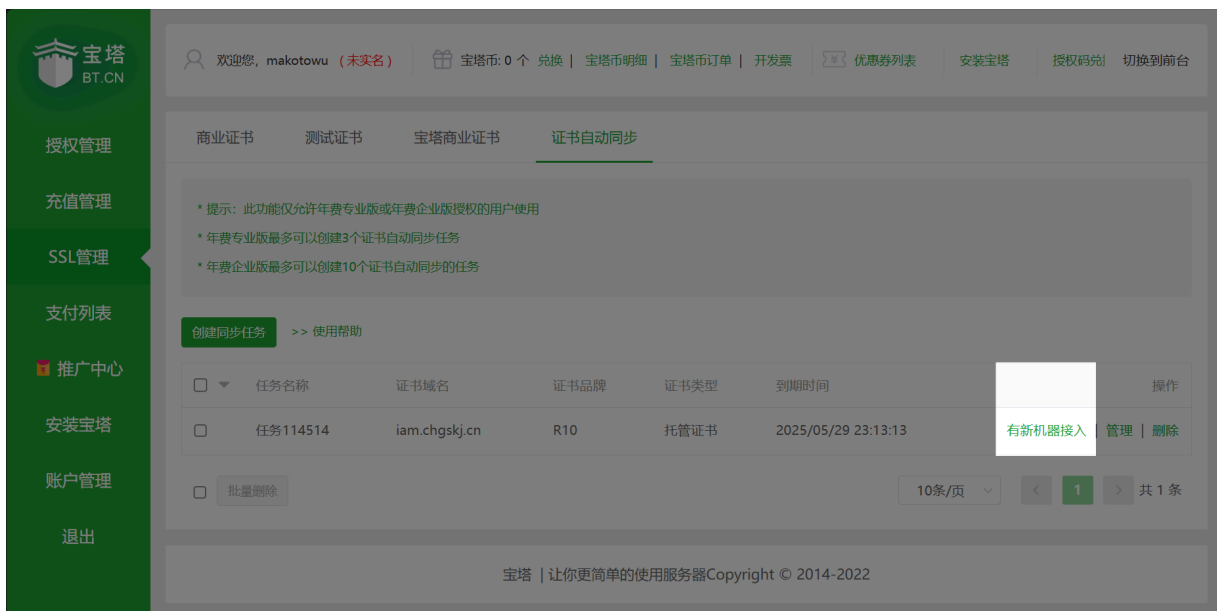 宝塔
BT.CN
欢迎您，makotowu（未实名） 宝塔币: 0 个 兑换 | 宝塔币明细 | 宝塔币订单 | 开发票 优惠券列表 安装宝塔 授权码兑 切换到前台
授权管理
充值管理
SSL管理
支付列表
推广中心
安装宝塔
账户管理
退出
商业证书 测试证书 宝塔商业证书 证书自动同步
* 提示：此功能仅允许年费专业版或年费企业版授权的用户使用
* 年费专业版最多可以创建3个证书自动同步任务
* 年费企业版最多可以创建10个证书自动同步的任务
创建同步任务 >> 使用帮助
任务名称 证书域名 证书品牌 证书类型 到期时间 操作
任务114514 iam.chgskj.cn R10 托管证书 2025/05/29 23:13:13 有新机器接入 | 管理 | 删除
批量删除 10条/页 < 1 > 共 1 条
宝塔 | 让你更简单的使用服务器Copyright © 2014-2022